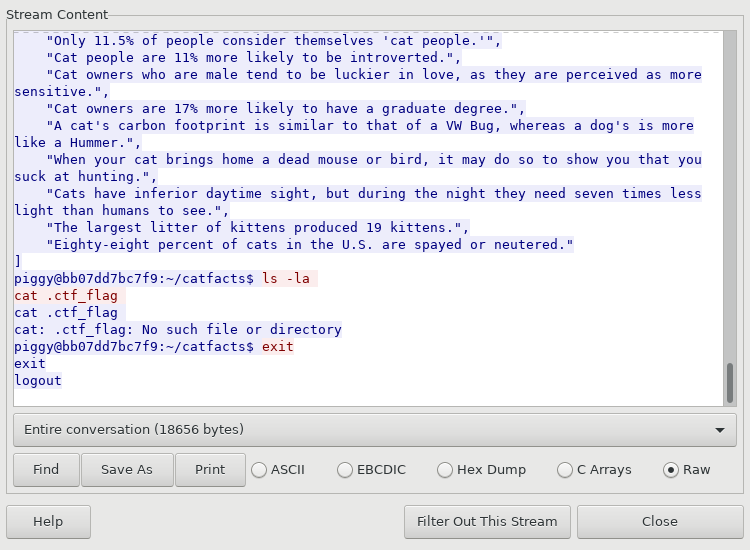 Stream Content
"Only 11.5% of people consider themselves 'cat people.'",
"Cat people are 11% more likely to be introverted.",
"Cat owners who are male tend to be luckier in love, as they are perceived as more
sensitive.",
"Cat owners are 17% more likely to have a graduate degree.",
"A cat's carbon footprint is similar to that of a VW Bug, whereas a dog's is more
like a Hummer.",
"When your cat brings home a dead mouse or bird, it may do so to show you that you
suck at hunting.",
"Cats have inferior daytime sight, but during the night they need seven times less
light than humans to see.",
"The largest litter of kittens produced 19 kittens.",
"Eighty-eight percent of cats in the U.S. are spayed or neutered."
]
piggy@bb07dd7bc7f9:~/catfacts$ ls -la
cat .ctf_flag
cat .ctf_flag
cat: .ctf_flag: No such file or directory
piggy@bb07dd7bc7f9:~/catfacts$ exit
exit
logout
Entire conversation (18656 bytes)
Find Save As Print ASCII EBCDIC Hex Dump C Arrays Raw
Help Filter Out This Stream Close